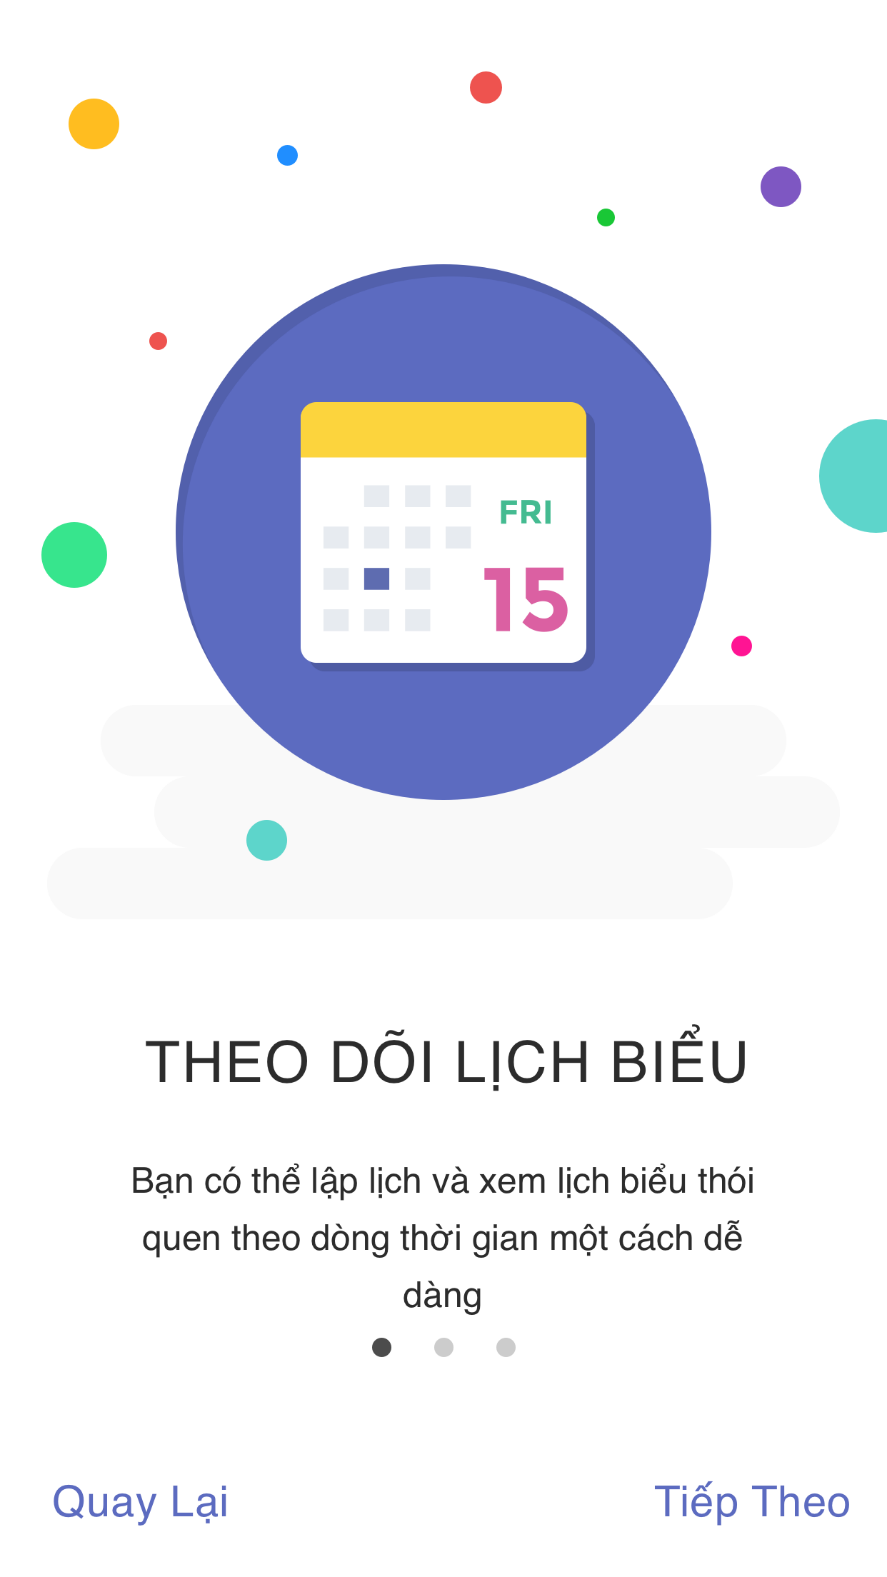 FRI
15
THEO DÕI LỊCH BIỂU
Bạn có thể lập lịch và xem lịch biểu thói
quen theo dòng thời gian một cách dễ
dàng
Quay Lại
Tiếp Theo